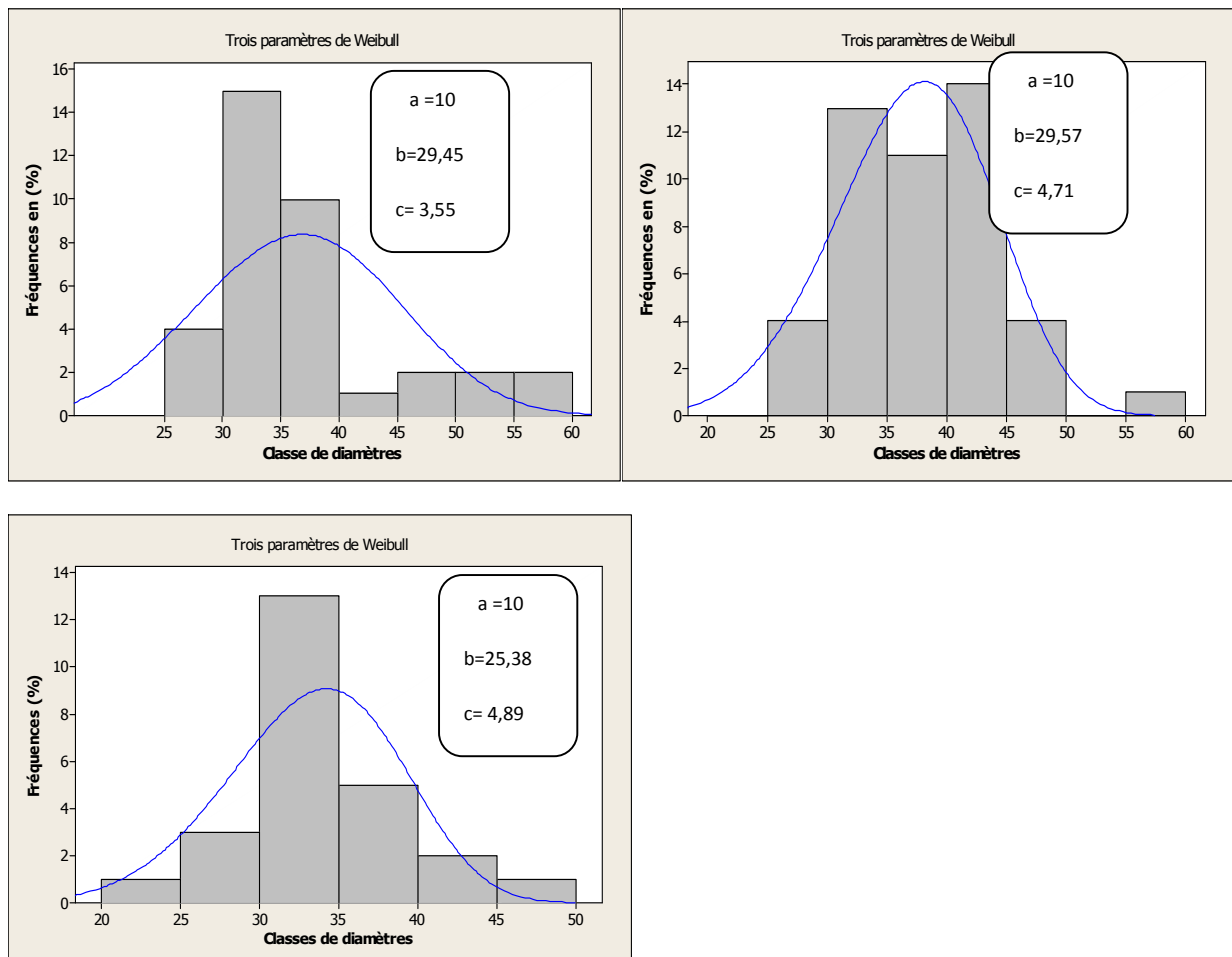 Trois paramètres de Weibull
16
14
12
10
8
6
4
2
0
Fréquences en (%)
a =10
b=29,45
c= 3,55
25 30 35 40 45 50 55 60
Classe de diamètres
Trois paramètres de Weibull
14
12
10
8
6
4
2
0
Fréquences en (%)
a =10
b=29,57
c= 4,71
20 25 30 35 40 45 50 55 60
Classes de diamètres
Trois paramètres de Weibull
14
12
10
8
6
4
2
0
Fréquences (%)
a =10
b=25,38
c= 4,89
20 25 30 35 40 45 50
Classes de diamètres